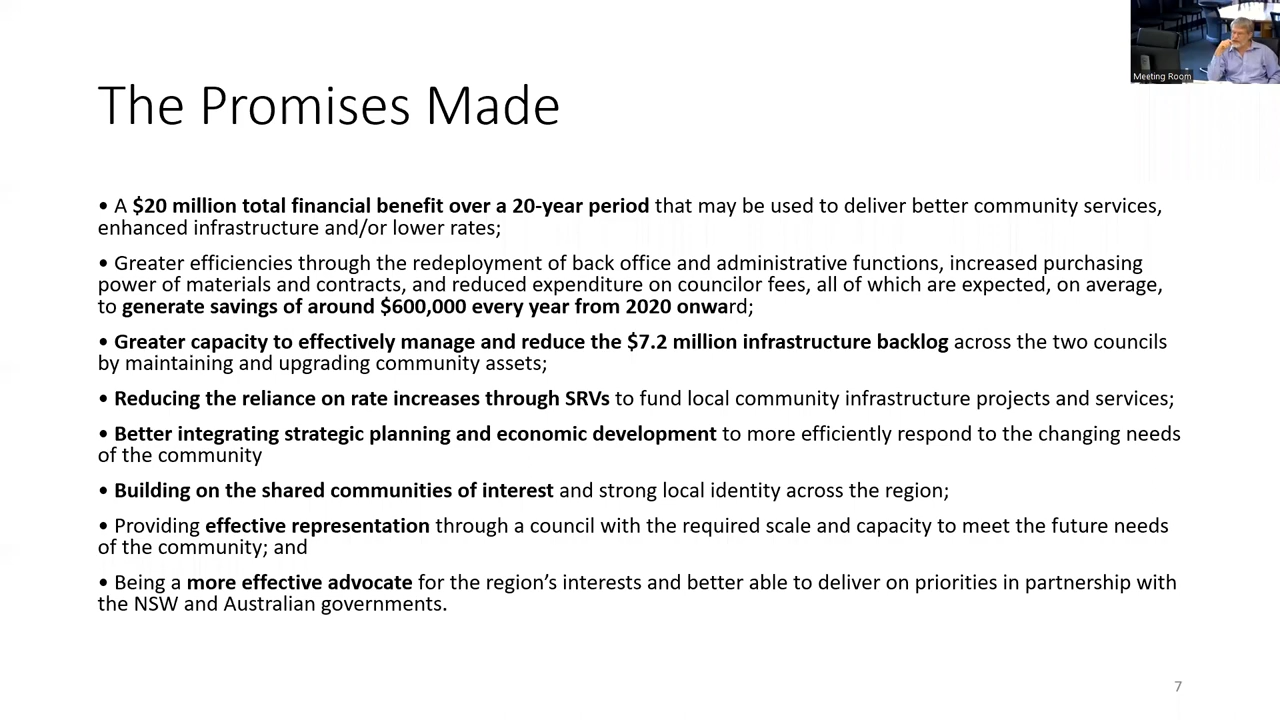 Meeting Room
The Promises Made
• A $20 million total financial benefit over a 20-year period that may be used to deliver better community services,
enhanced infrastructure and/or lower rates;
• Greater efficiencies through the redeployment of back office and administrative functions, increased purchasing
power of materials and contracts, and reduced expenditure on councilor fees, all of which are expected, on average,
to generate savings of around $600,000 every year from 2020 onward;
• Greater capacity to effectively manage and reduce the $7.2 million infrastructure backlog across the two councils
by maintaining and upgrading community assets;
• Reducing the reliance on rate increases through SRVs to fund local community infrastructure projects and services;
• Better integrating strategic planning and economic development to more efficiently respond to the changing needs
of the community
• Building on the shared communities of interest and strong local identity across the region;
• Providing effective representation through a council with the required scale and capacity to meet the future needs
of the community; and
• Being a more effective advocate for the region’s interests and better able to deliver on priorities in partnership with
the NSW and Australian governments.
7